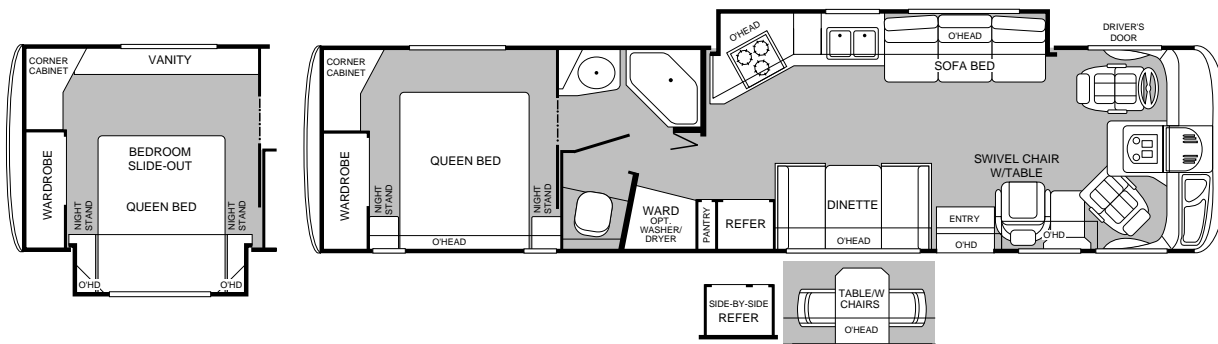 CORNER
CABINET
VANITY
WARDROBE
BEDROOM
SLIDE-OUT
QUEEN BED
NIGHT
STAND
NIGHT
STAND
O'HD
O'HD
CORNER
CABINET
WARDROBE
QUEEN BED
NIGHT
STAND
NIGHT
STAND
O'HEAD
O'HEAD
O'HEAD
SOFA BED
DRIVER'S
DOOR
WARD
OPT.
WASHER/
DRYER
PANTRY
REFER
DINETTE
O'HEAD
SWIVEL CHAIR
W/TABLE
ENTRY
O'HD
O'HD
SIDE-BY-SIDE
REFER
TABLE/W
CHAIRS
O'HEAD